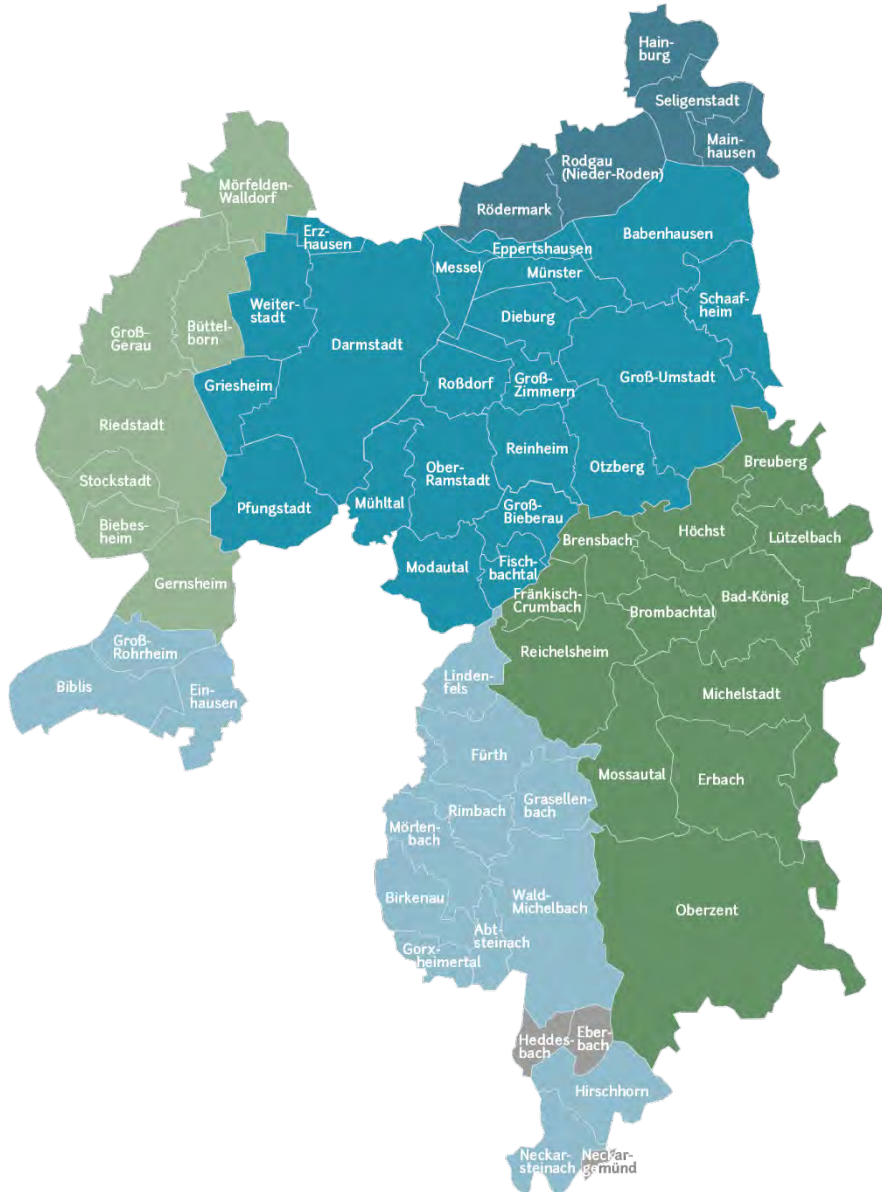 Hain-
burg
Seligenstadt
Main-
hausen
Rodgau
(Nieder-Roden)
Rödermark
Mörfelden-
Walldorf
Erz-
hausen
Eppertshausen
Babenhausen
Messel
Münster
Weiter-
stadt
Schaaf-
heim
Büttel-
born
Dieburg
Groß-
Gerau
Darmstadt
Griesheim
Roßdorf
Groß-
Zimmern
Groß-Umstadt
Riedstadt
Reinheim
Otzberg
Ober-
Ramstadt
Breuberg
Stockstadt
Pfungstadt
Mühltal
Biebes-
heim
Groß-
Bieberau
Brensbach
Höchst
Lützelbach
Modautal
Fisch-
bachtal
Gernsheim
Fränkisch-
Crumbach
Brombachtal
Bad-König
Groß-
Rohrheim
Reichelsheim
Biblis
Ein-
hausen
Linden-
fels
Michelstadt
Fürth
Mossautal
Erbach
Grasellen-
bach
Rimbach
Mörlen-
bach
Birkenau
Wald-
Michelbach
Oberzent
Abt-
steinach
Gorx-
heimertal
Heddes-
bach
Eber-
bach
Hirschhorn
Neckar-
steinach
Neckar-
gemünd